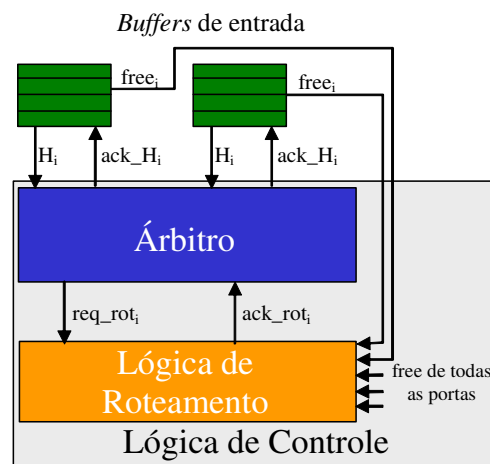 Buffers de entrada
free_i
free_i
H_i
ack_H_i
H_i
ack_H_i
Árbitro
req_rot_i
ack_rot_i
Lógica de
Roteamento
free de todas
as portas
Lógica de Controle